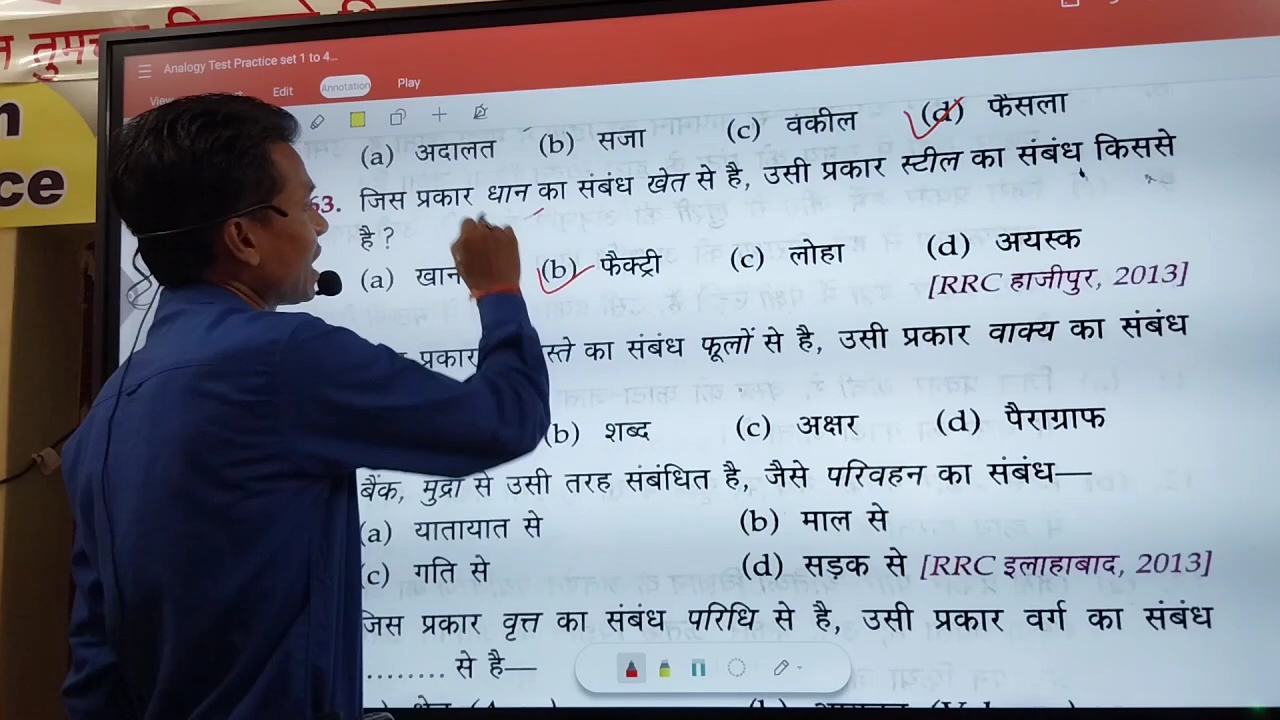 Analogy Test Practice set 1 to 4...
Edit Annotation Play
(a) अदालत (b) सजा (c) वकील (d) फैसला
63. जिस प्रकार धान का संबंध खेत से है, उसी प्रकार स्टील का संबंध किससे
है ?
(a) खान (b) फैक्ट्री (c) लोहा (d) अयस्क
[RRC हाजीपुर, 2013]
प्रकार स्ते का संबंध फूलों से है, उसी प्रकार वाक्य का संबंध
(b) शब्द (c) अक्षर (d) पैराग्राफ
बैंक, मुद्रा से उसी तरह संबंधित है, जैसे परिवहन का संबंध—
(a) यातायात से (b) माल से
(c) गति से (d) सड़क से [RRC इलाहाबाद, 2013]
जिस प्रकार वृत्त का संबंध परिधि से है, उसी प्रकार वर्ग का संबंध
........ से है—